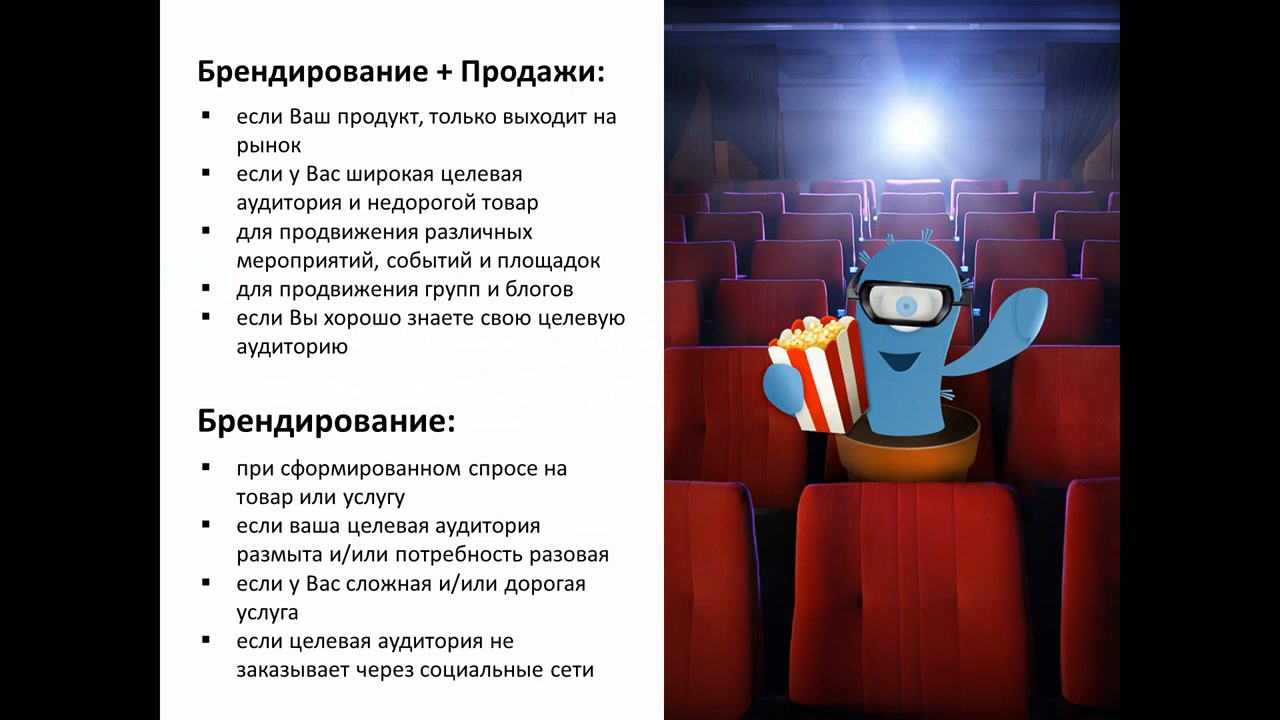 Брендирование + Продажи:
▪ если Ваш продукт, только выходит на
рынок
▪ если у Вас широкая целевая
аудитория и недорогой товар
▪ для продвижения различных
мероприятий, событий и площадок
▪ для продвижения групп и блогов
▪ если Вы хорошо знаете свою целевую
аудиторию
Брендирование:
▪ при сформированном спросе на
товар или услугу
▪ если ваша целевая аудитория
размыта и/или потребность разовая
▪ если у Вас сложная и/или дорогая
услуга
▪ если целевая аудитория не
заказывает через социальные сети